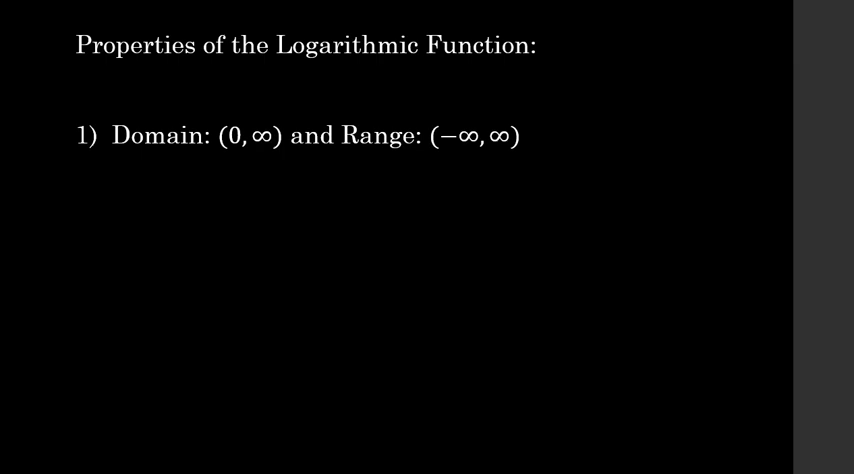 Properties of the Logarithmic Function:
1) Domain: (0, ∞) and Range: (−∞, ∞)